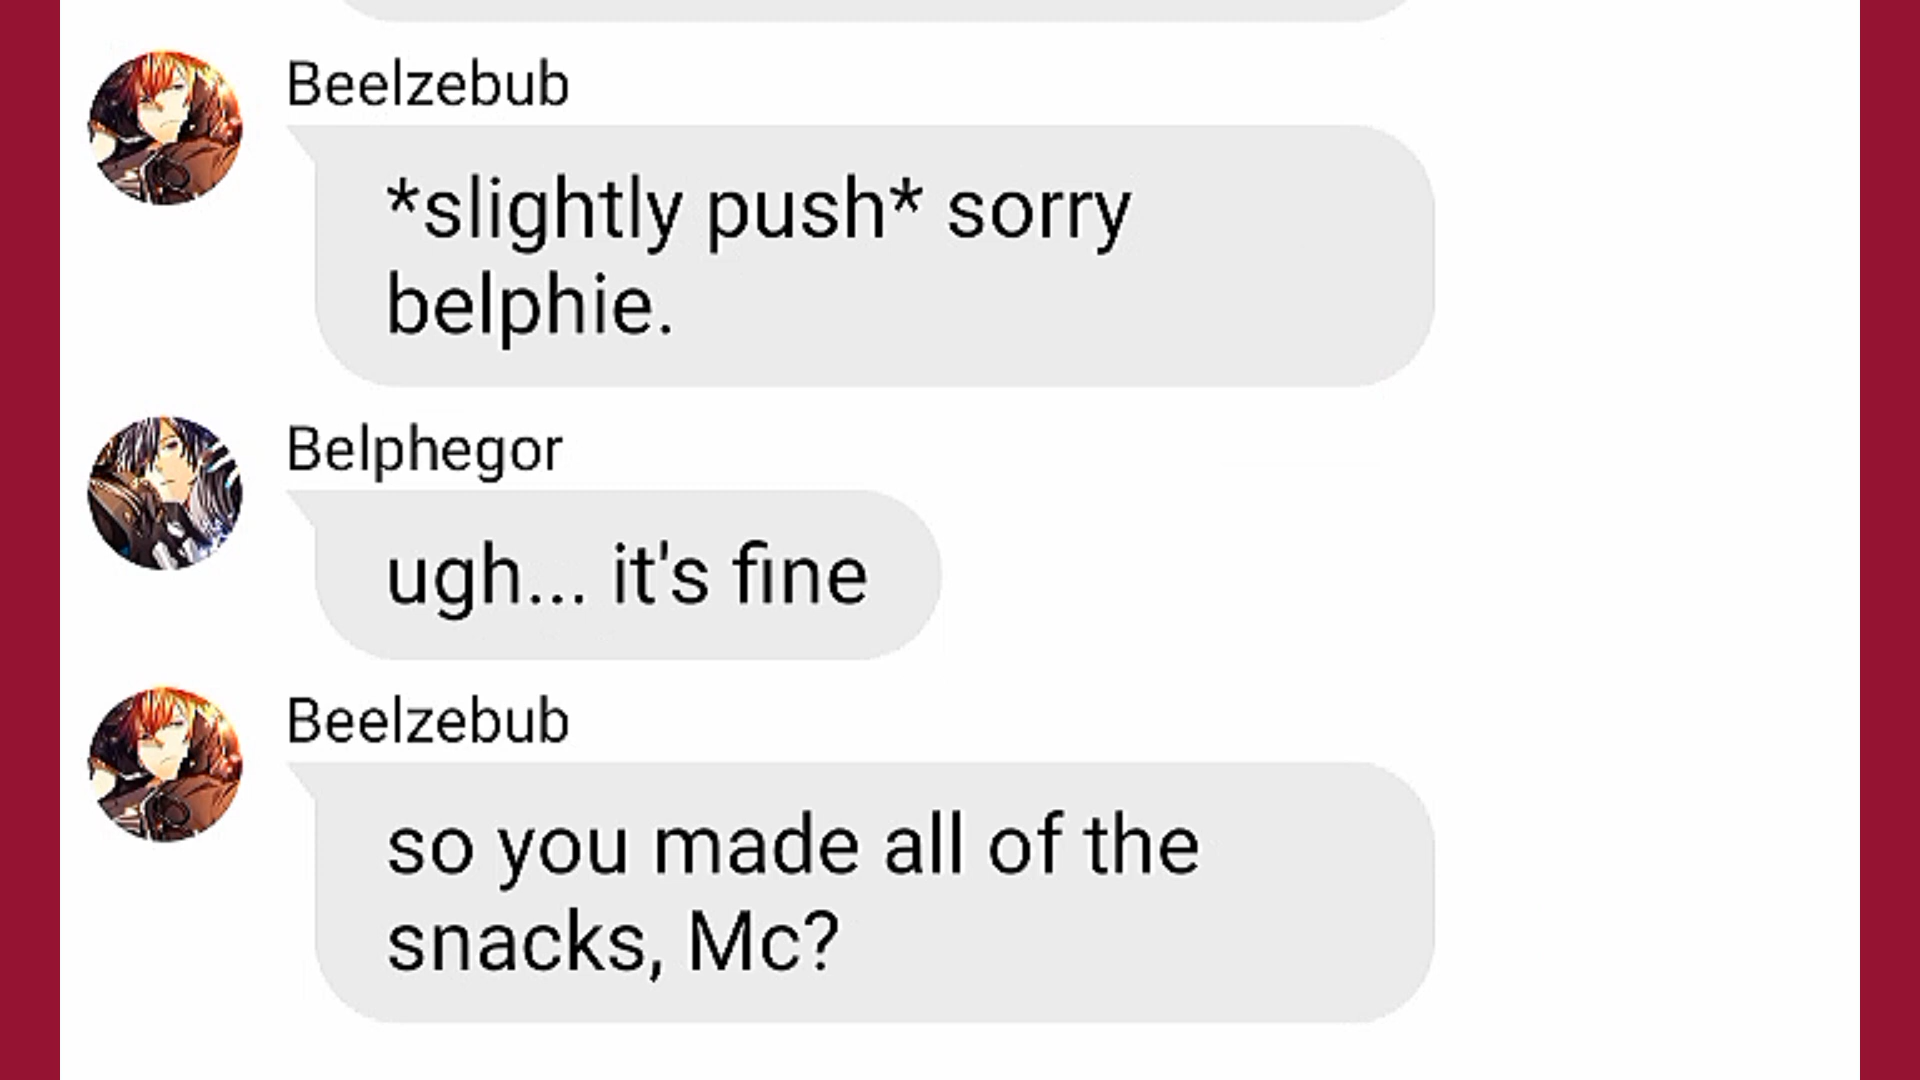 Beelzebub
*slightly push* sorry
belphie.
Belphegor
ugh... it's fine
Beelzebub
so you made all of the
snacks, Mc?